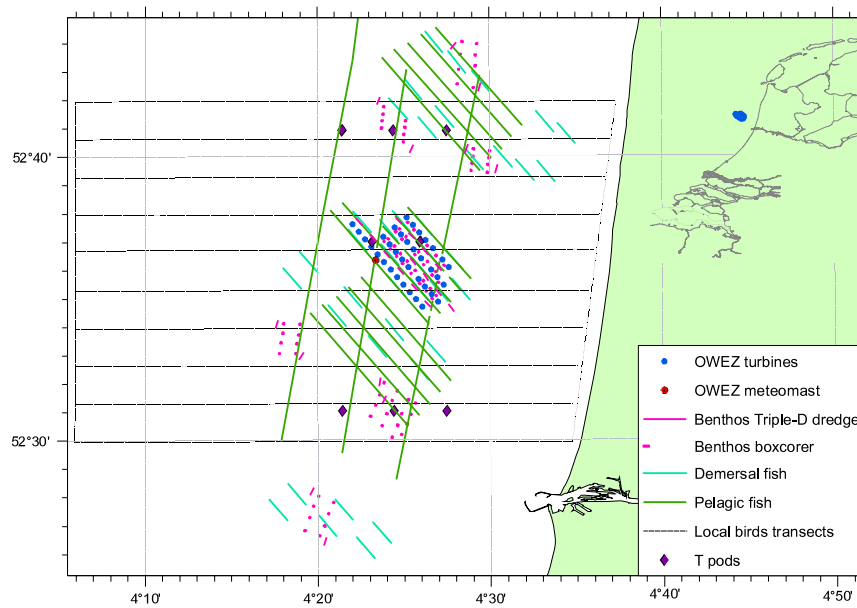 52°40'
52°30'
OWEZ turbines
OWEZ meteomast
Benthos Triple-D dredge
Benthos boxcorer
Demersal fish
Pelagic fish
Local birds transects
T pods
4°10'
4°20'
4°30'
4°40'
4°50'